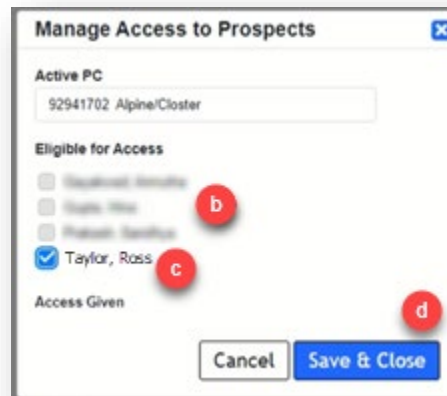 Manage Access to Prospects
Active PC
92941702 Alpine/Closter
Eligible for Access
b
Taylor, Ross
c
Access Given
d
Cancel Save & Close